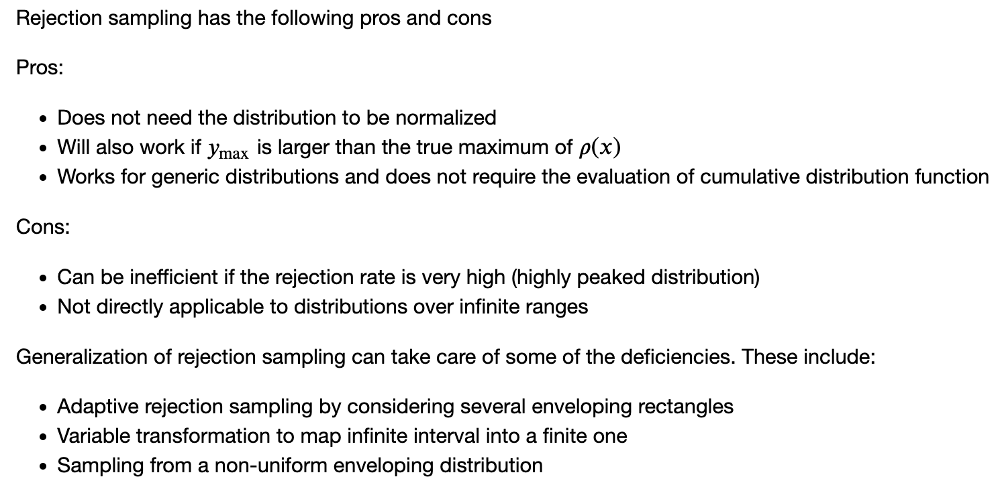 Rejection sampling has the following pros and cons
Pros:
• Does not need the distribution to be normalized
• Will also work if y_max is larger than the true maximum of ρ(x)
• Works for generic distributions and does not require the evaluation of cumulative distribution function
Cons:
• Can be inefficient if the rejection rate is very high (highly peaked distribution)
• Not directly applicable to distributions over infinite ranges
Generalization of rejection sampling can take care of some of the deficiencies. These include:
• Adaptive rejection sampling by considering several enveloping rectangles
• Variable transformation to map infinite interval into a finite one
• Sampling from a non-uniform enveloping distribution